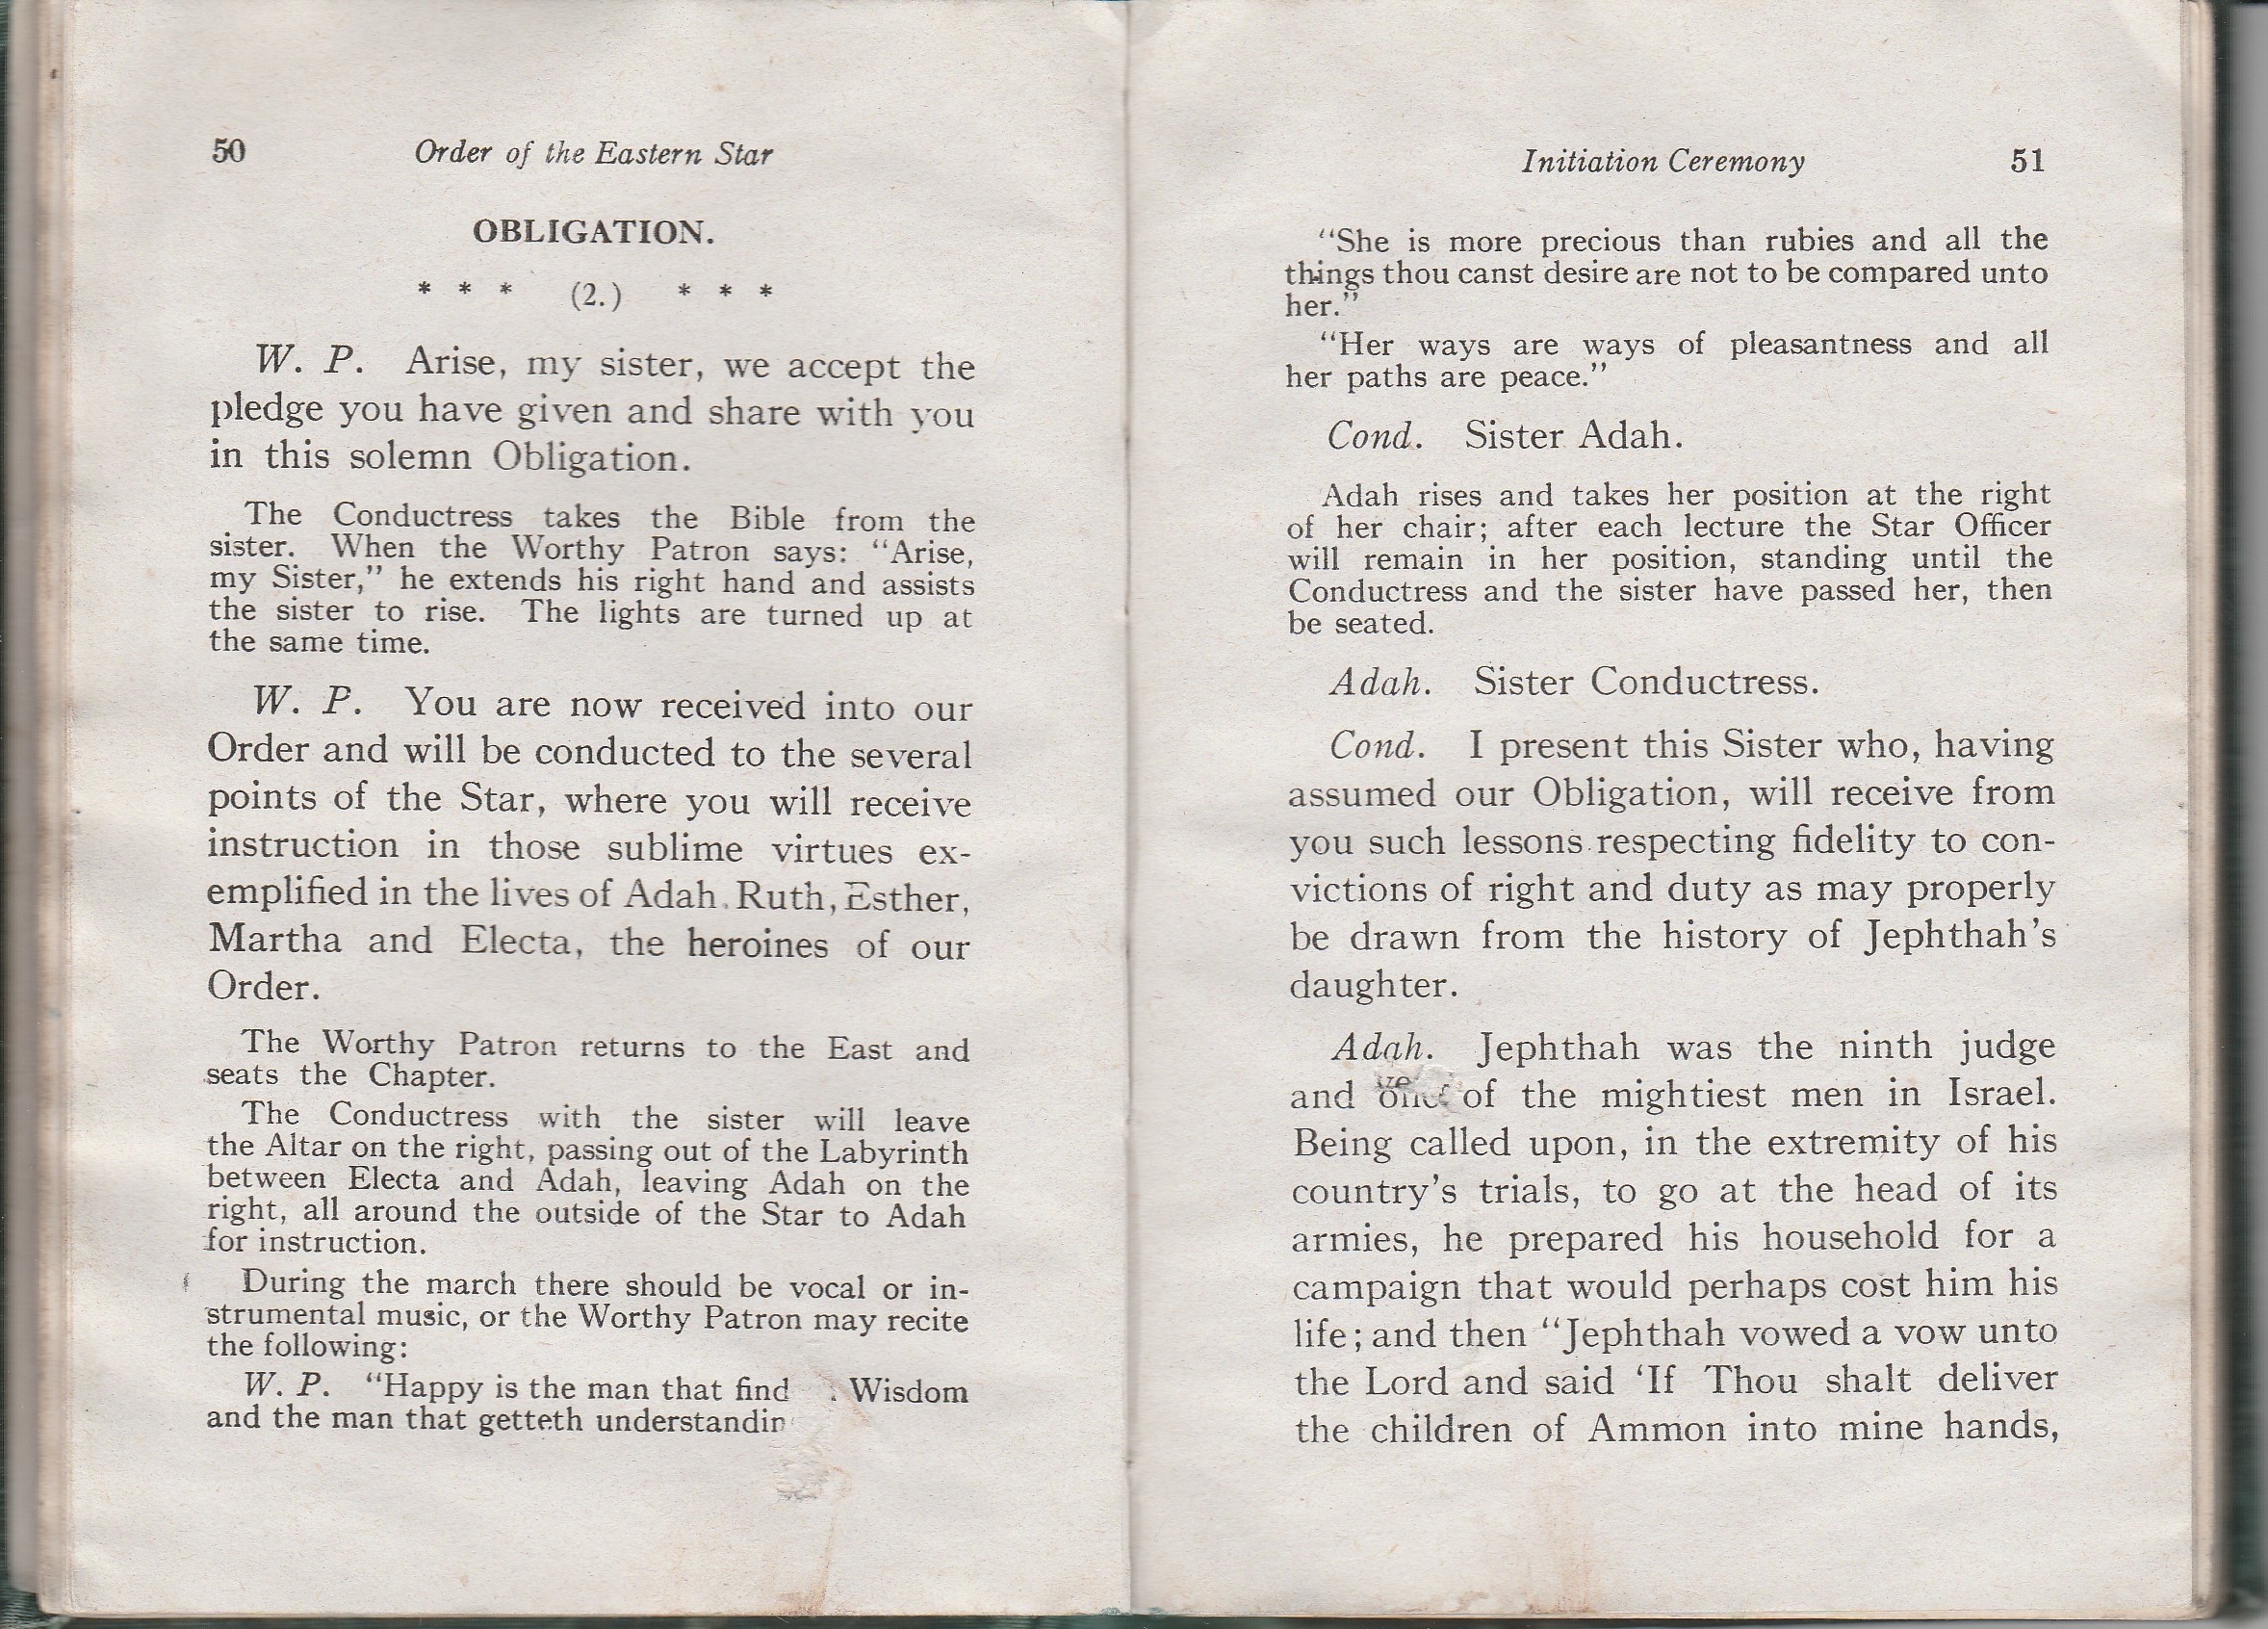 50 Order of the Eastern Star
OBLIGATION.
* * * (2.) * * *
W. P. Arise, my sister, we accept the
pledge you have given and share with you
in this solemn Obligation.
The Conductress takes the Bible from the
sister. When the Worthy Patron says: "Arise,
my Sister," he extends his right hand and assists
the sister to rise. The lights are turned up at
the same time.
W. P. You are now received into our
Order and will be conducted to the several
points of the Star, where you will receive
instruction in those sublime virtues ex-
emplified in the lives of Adah, Ruth, Esther,
Martha and Electa, the heroines of our
Order.
The Worthy Patron returns to the East and
seats the Chapter.
The Conductress with the sister will leave
the Altar on the right, passing out of the Labyrinth
between Electa and Adah, leaving Adah on the
right, all around the outside of the Star to Adah
for instruction.
During the march there should be vocal or in-
strumental music, or the Worthy Patron may recite
the following:
W. P. "Happy is the man that find Wisdom
and the man that getteth understandin
Initiation Ceremony 51
"She is more precious than rubies and all the
things thou canst desire are not to be compared unto
her."
"Her ways are ways of pleasantness and all
her paths are peace."
Cond. Sister Adah.
Adah rises and takes her position at the right
of her chair; after each lecture the Star Officer
will remain in her position, standing until the
Conductress and the sister have passed her, then
be seated.
Adah. Sister Conductress.
Cond. I present this Sister who, having
assumed our Obligation, will receive from
you such lessons respecting fidelity to con-
victions of right and duty as may properly
be drawn from the history of Jephthah's
daughter.
Adah. Jephthah was the ninth judge
and one of the mightiest men in Israel.
Being called upon, in the extremity of his
country's trials, to go at the head of its
armies, he prepared his household for a
campaign that would perhaps cost him his
life; and then "Jephthah vowed a vow unto
the Lord and said 'If Thou shalt deliver
the children of Ammon into mine hands,